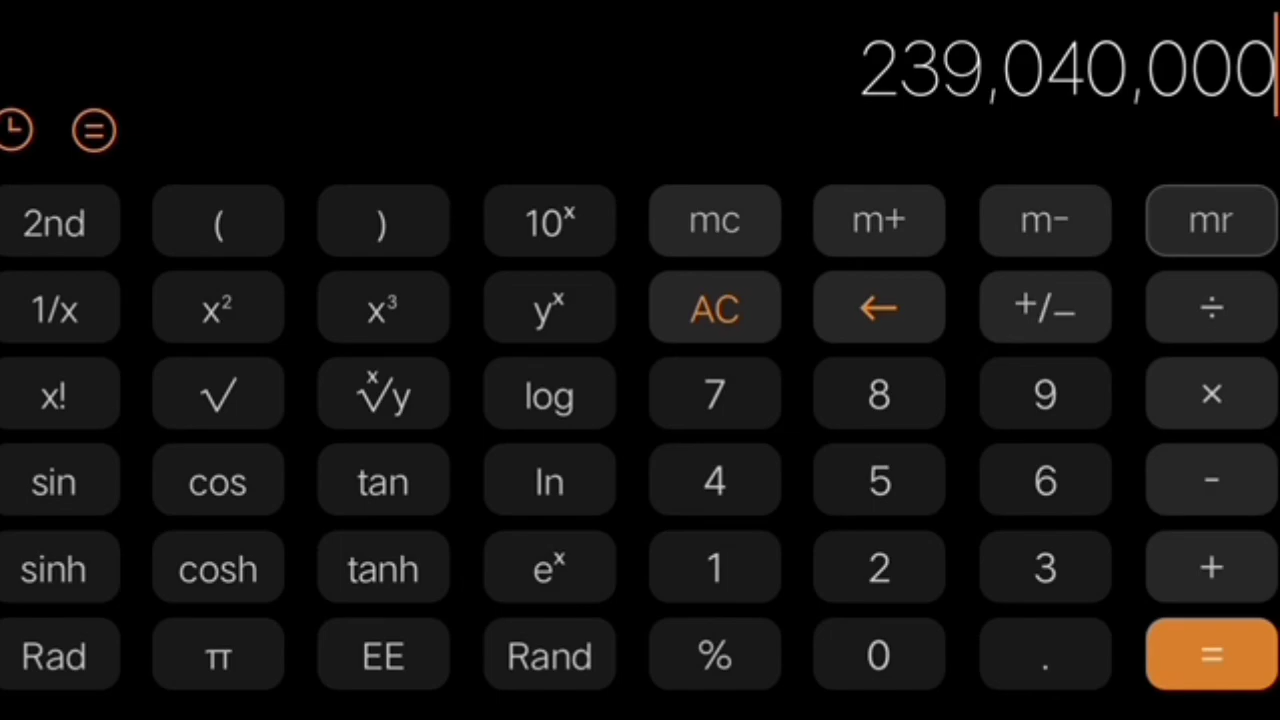 239,040,000
2nd ( ) 10ˣ mc m+ m- mr
1/x x² x³ yˣ AC ← +/− ÷
x! √ ˣ√y log 7 8 9 ×
sin cos tan ln 4 5 6 -
sinh cosh tanh eˣ 1 2 3 +
Rad π EE Rand % 0 . =